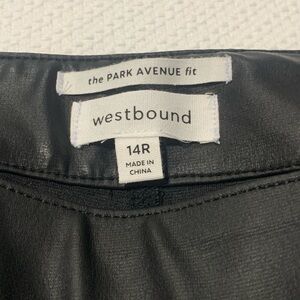 the PARK AVENUE fit
westbound
14R
MADE IN
CHINA